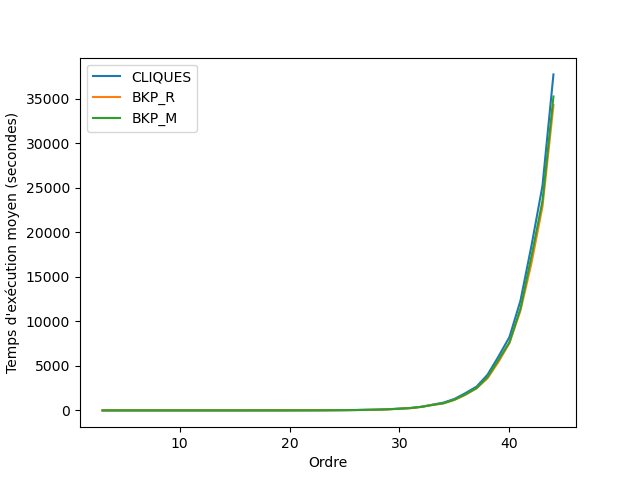 CLIQUES
BKP_R
BKP_M
Temps d'exécution moyen (secondes)
35000
30000
25000
20000
15000
10000
5000
0
10 20 30 40
Ordre